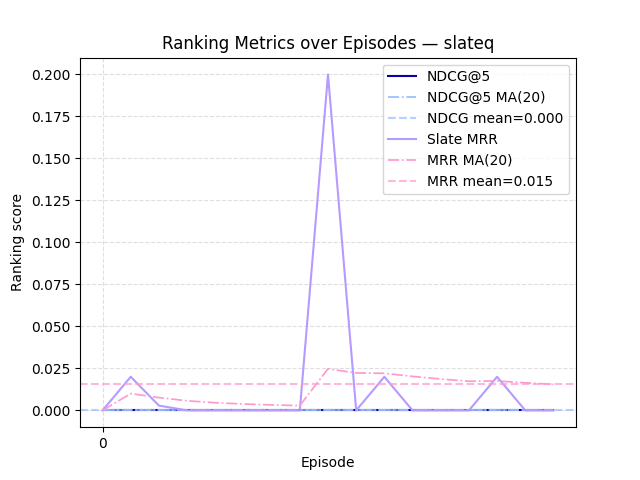 Ranking Metrics over Episodes — slateq
NDCG@5
NDCG@5 MA(20)
NDCG mean=0.000
Slate MRR
MRR MA(20)
MRR mean=0.015
Ranking score
0.200
0.175
0.150
0.125
0.100
0.075
0.050
0.025
0.000
0
Episode